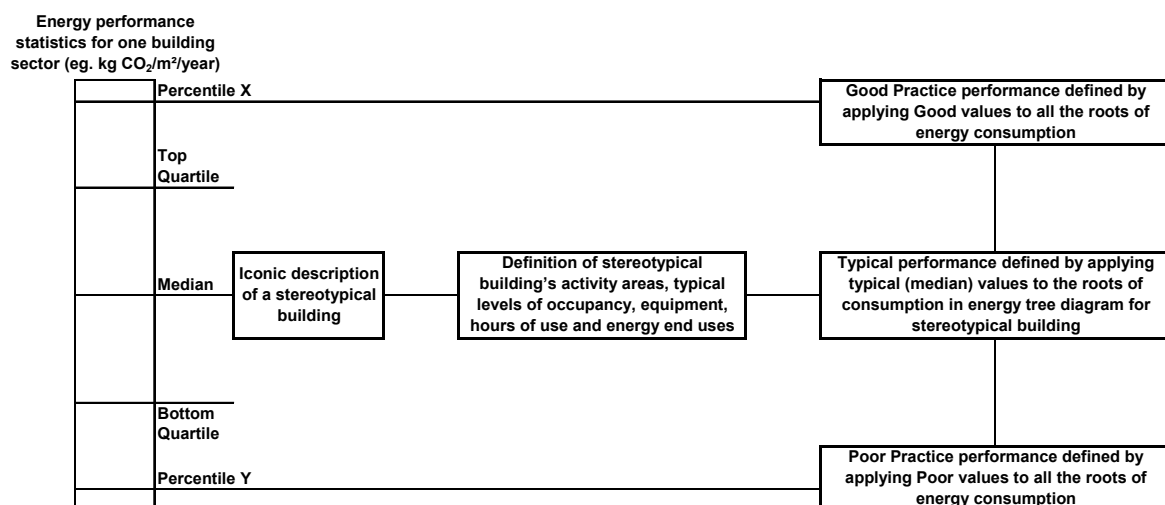 Energy performance
statistics for one building
sector (eg. kg CO₂/m²/year)
Percentile X
Good Practice performance defined by
applying Good values to all the roots of
energy consumption
Top
Quartile
Median
Iconic description
of a stereotypical
building
Definition of stereotypical
building’s activity areas, typical
levels of occupancy, equipment,
hours of use and energy end uses
Typical performance defined by applying
typical (median) values to the roots of
consumption in energy tree diagram for
stereotypical building
Bottom
Quartile
Percentile Y
Poor Practice performance defined by
applying Poor values to all the roots of
energy consumption